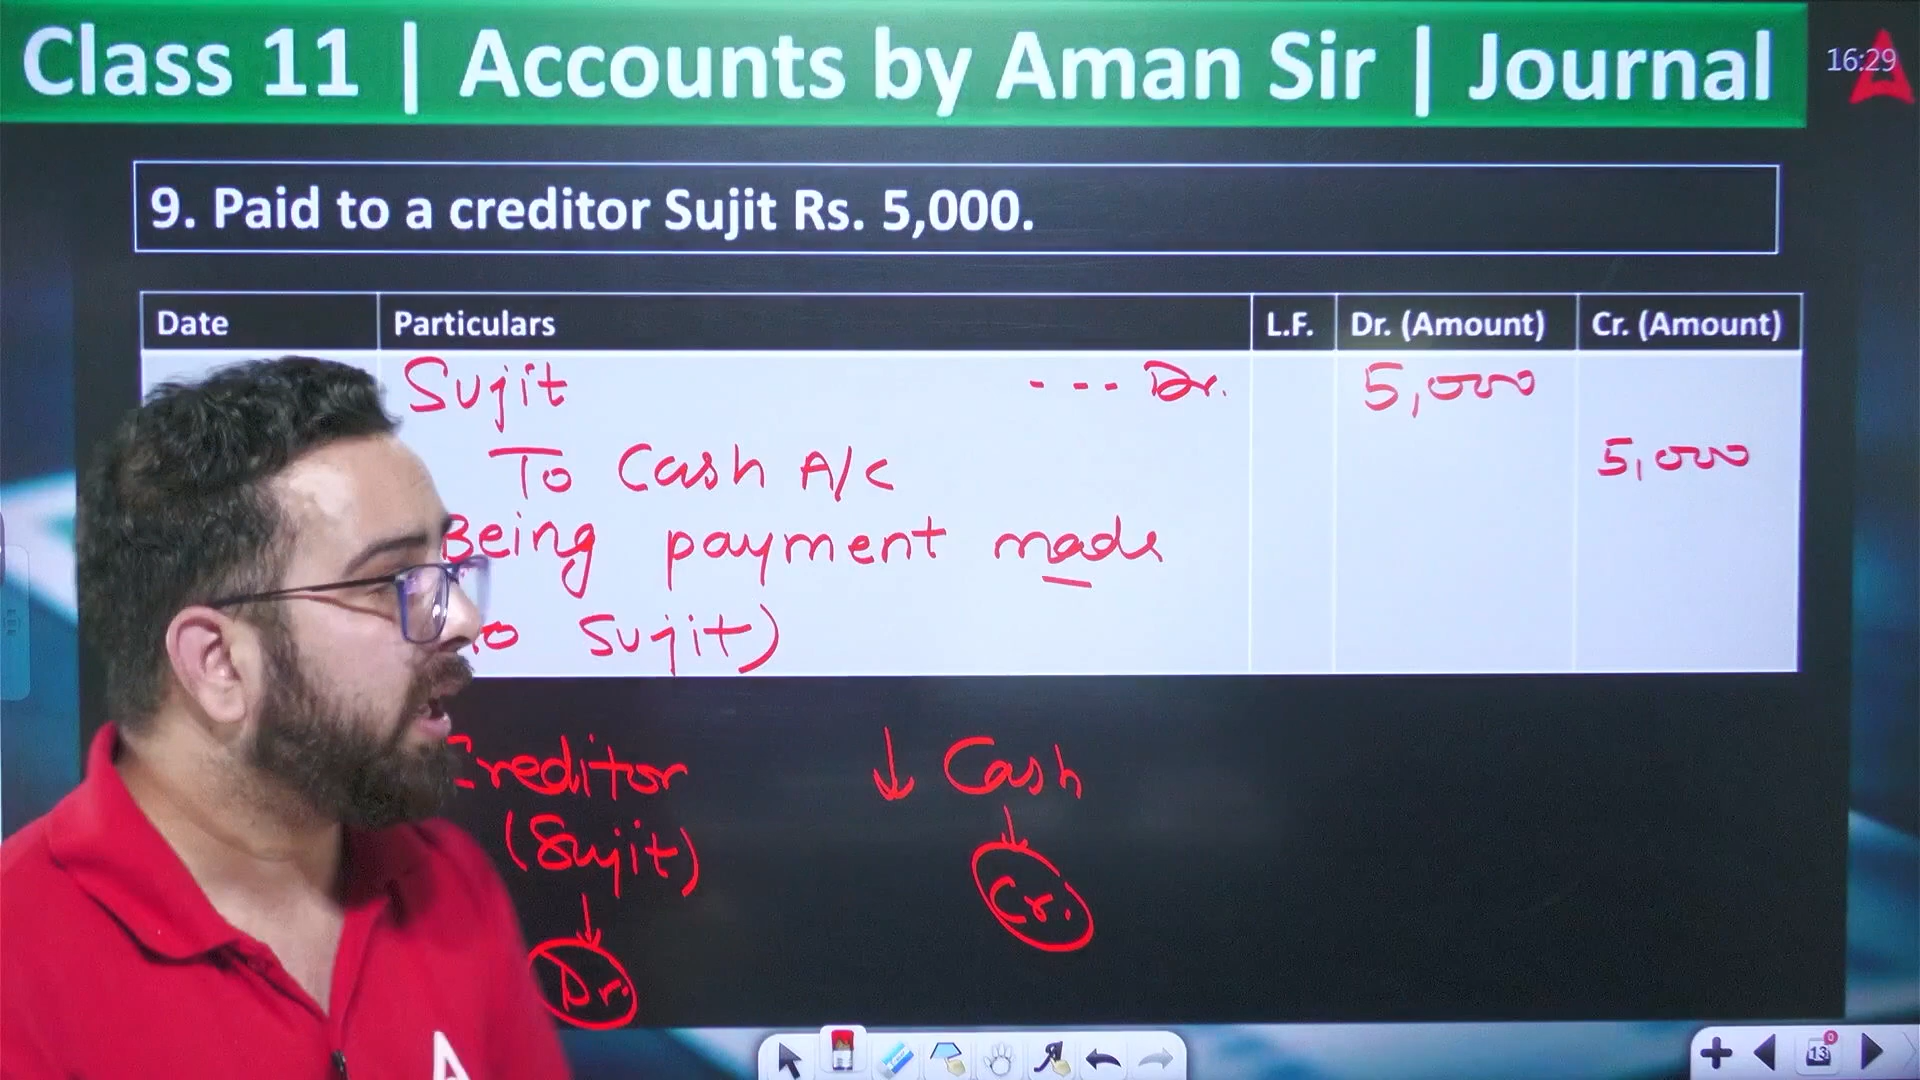 Class 11 | Accounts by Aman Sir | Journal
16:29
9. Paid to a creditor Sujit Rs. 5,000.
Date Particulars L.F. Dr. (Amount) Cr. (Amount)
Sujit --- Dr. 5,000
To Cash A/c 5,000
Being payment made
Sujit)
Creditor ↓ Cash
(Sujit)
Cr.
Dr.
13